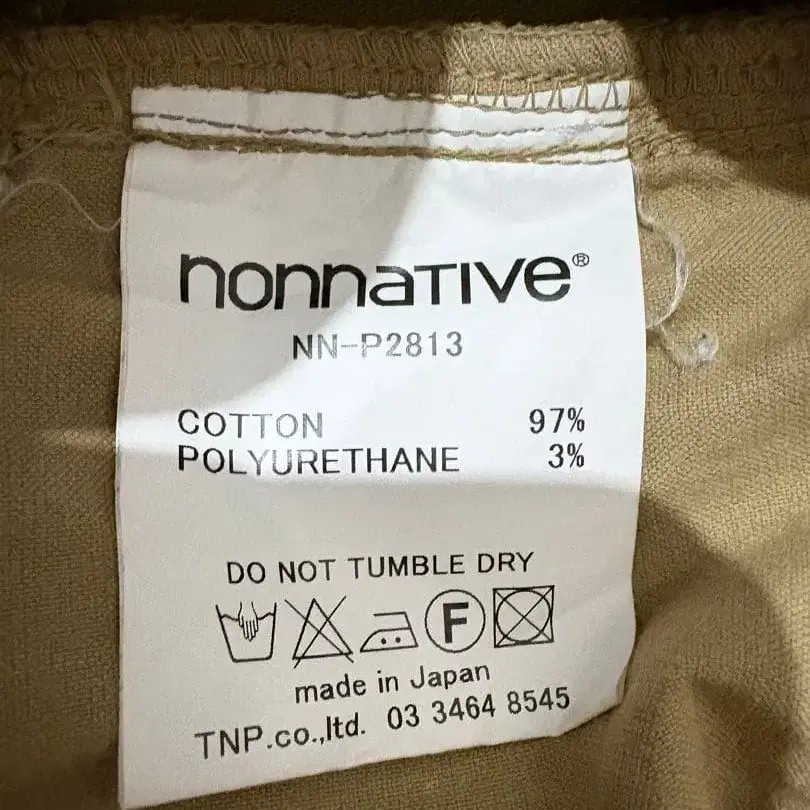 nonnative®
NN-P2813
COTTON 97%
POLYURETHANE 3%
DO NOT TUMBLE DRY
F
made in Japan
TNP.co.,ltd. 03 3464 8545